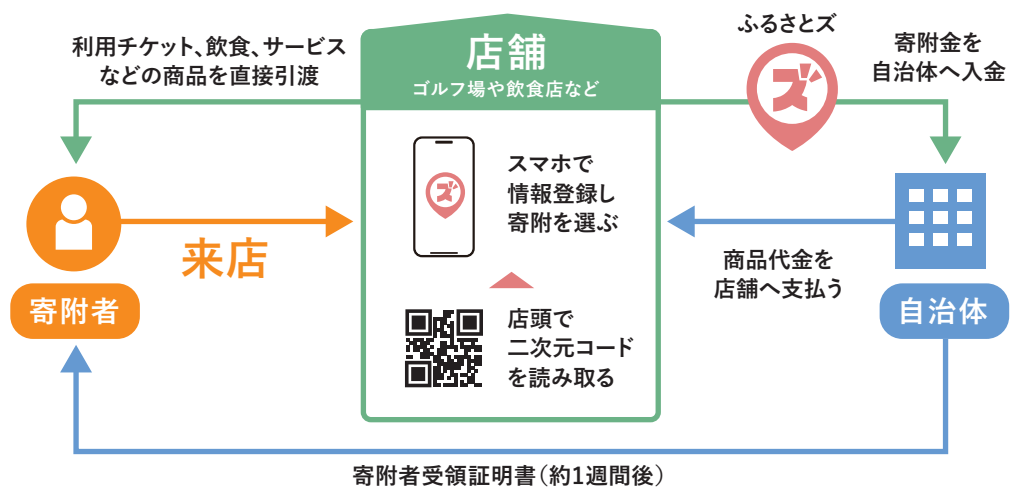 利用チケット、飲食、サービス
などの商品を直接引渡
店舗
ゴルフ場や飲食店など
ふるさとズ
ズ
寄附金を
自治体へ入金
ズ
スマホで
情報登録し
寄附を選ぶ
来店
寄附者
商品代金を
店舗へ支払う
自治体
店頭で
二次元コード
を読み取る
寄附者受領証明書（約1週間後）